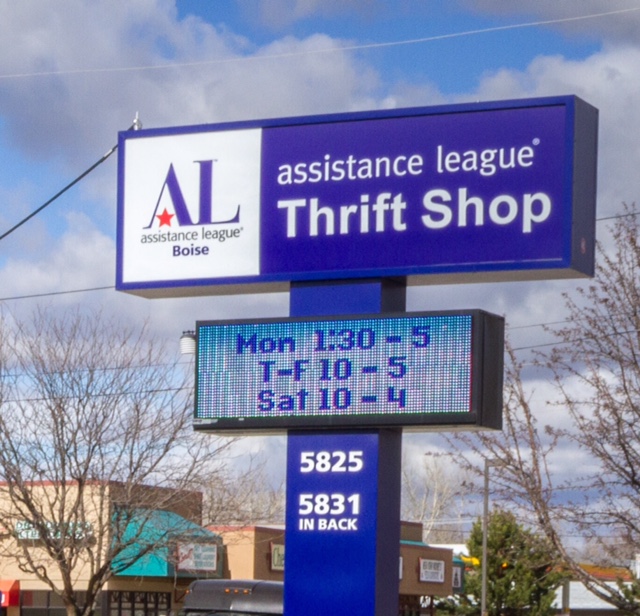 AL
assistance league®
Boise
assistance league®
Thrift Shop
Mon 1:30 - 5
T-F 10 - 5
Sat 10 - 4
5825
5831
IN BACK